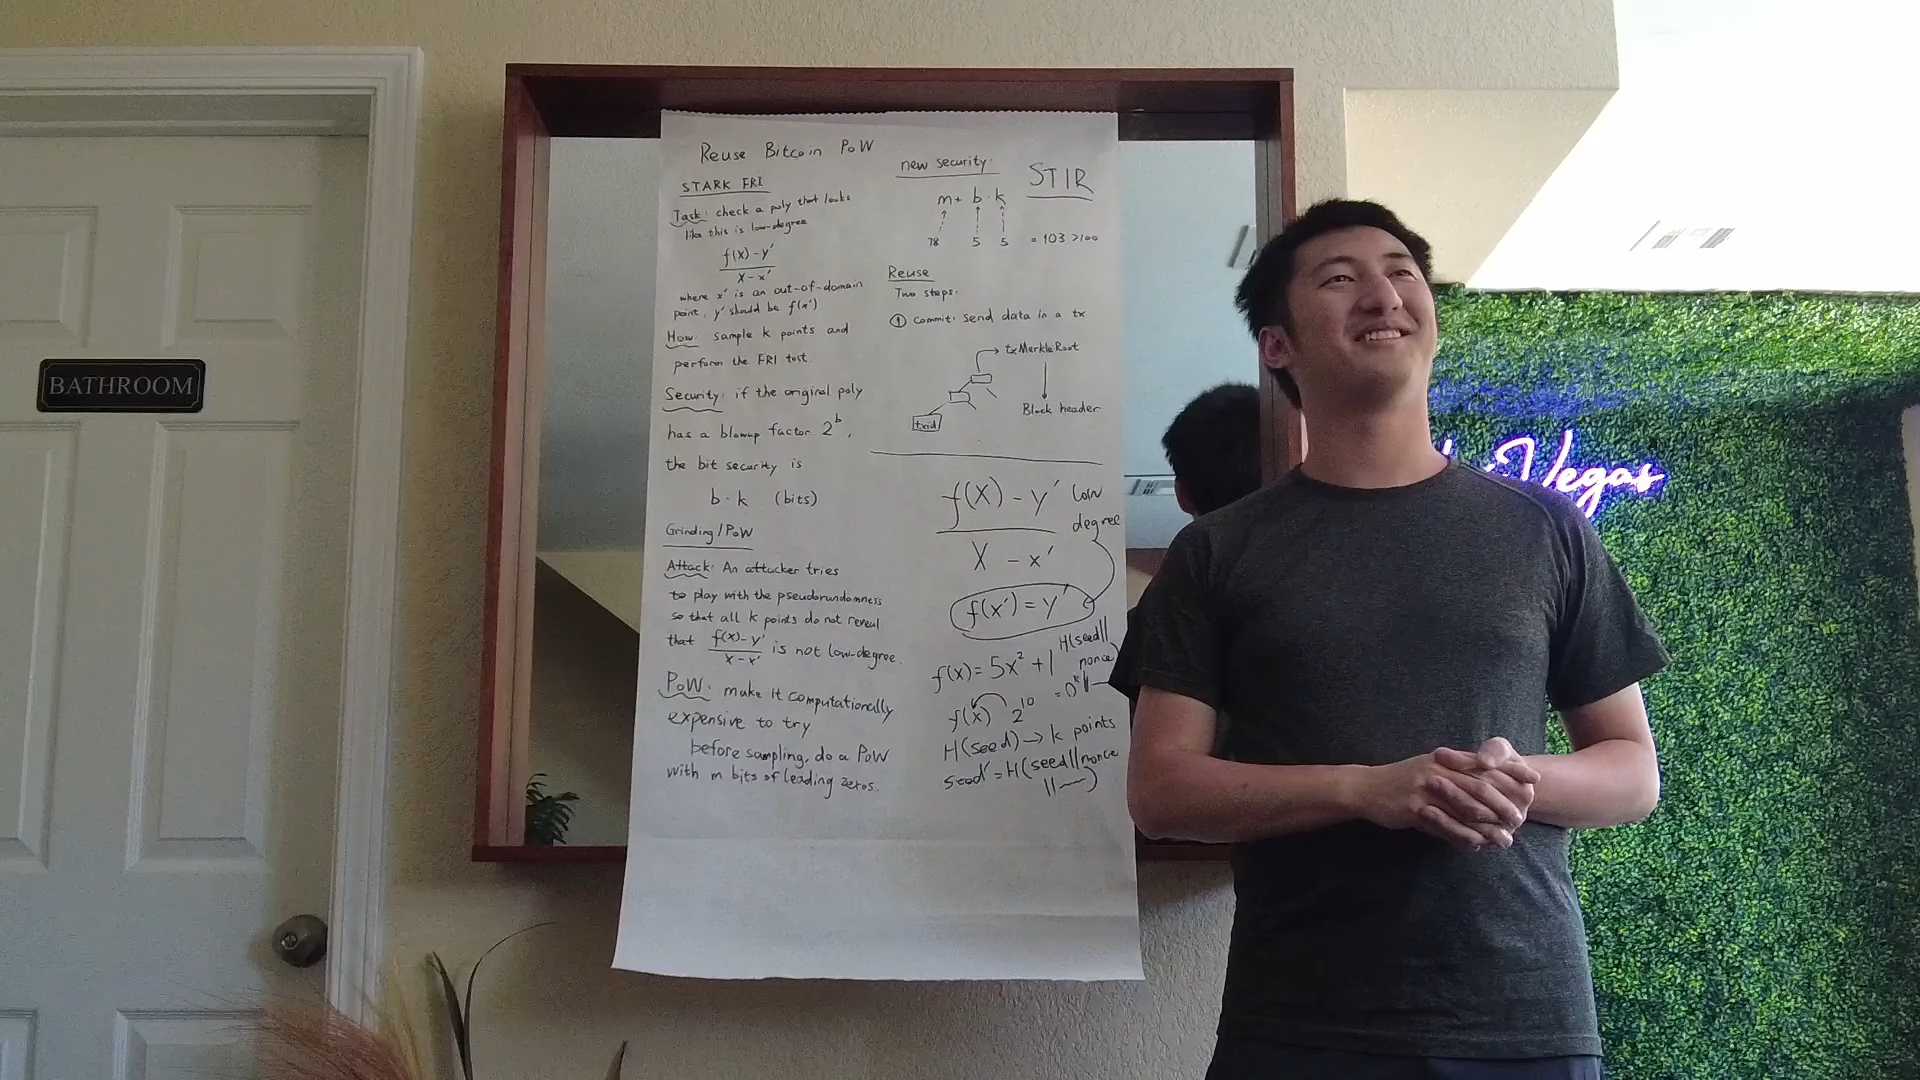 BATHROOM
Reuse Bitcoin PoW
STARK FRI
Task: check a poly that looks
like this is low-degree
f(X) - y'
X - x'
where x' is an out-of-domain
point, y' should be f(x')
How: sample k points and
perform the FRI test.
Security: if the original poly
has a blowup factor 2^b,
the bit security is
b · k (bits)
Grinding/PoW
Attack: An attacker tries
to play with the pseudorandomness
so that all k points do not reveal
that f(X) - y' / X - x' is not low-degree.
PoW: make it computationally
expensive to try
before sampling, do a PoW
with m bits of leading zeros.
new security:
STIR
m + b · k
78 5 5 = 103 > 100
Reuse
Two steps:
① Commit: send data in a tx
txMerkleRoot
Block header
txid
f(X) - y' low
degree
X - x'
f(x') = y'
f(x) = 5x² + 1
H(seed||
nonce)
= 0^k||
f(x) 2^10
H(seed) → k points
seed' = H(seed||nonce
|| )
Vegas